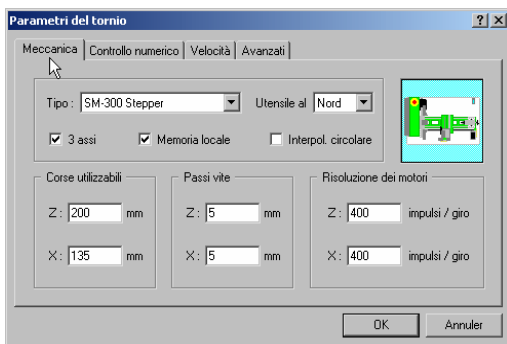 Parametri del tornio
Meccanica Controllo numerico Velocità Avanzati
Tipo : SM-300 Stepper Utensile al Nord
3 assi Memoria locale Interpol. circolare
Corse utilizzabili Passi vite Risoluzione dei motori
Z : 200 mm Z : 5 mm Z : 400 impulsi / giro
X : 135 mm X : 5 mm X : 400 impulsi / giro
OK Annuler